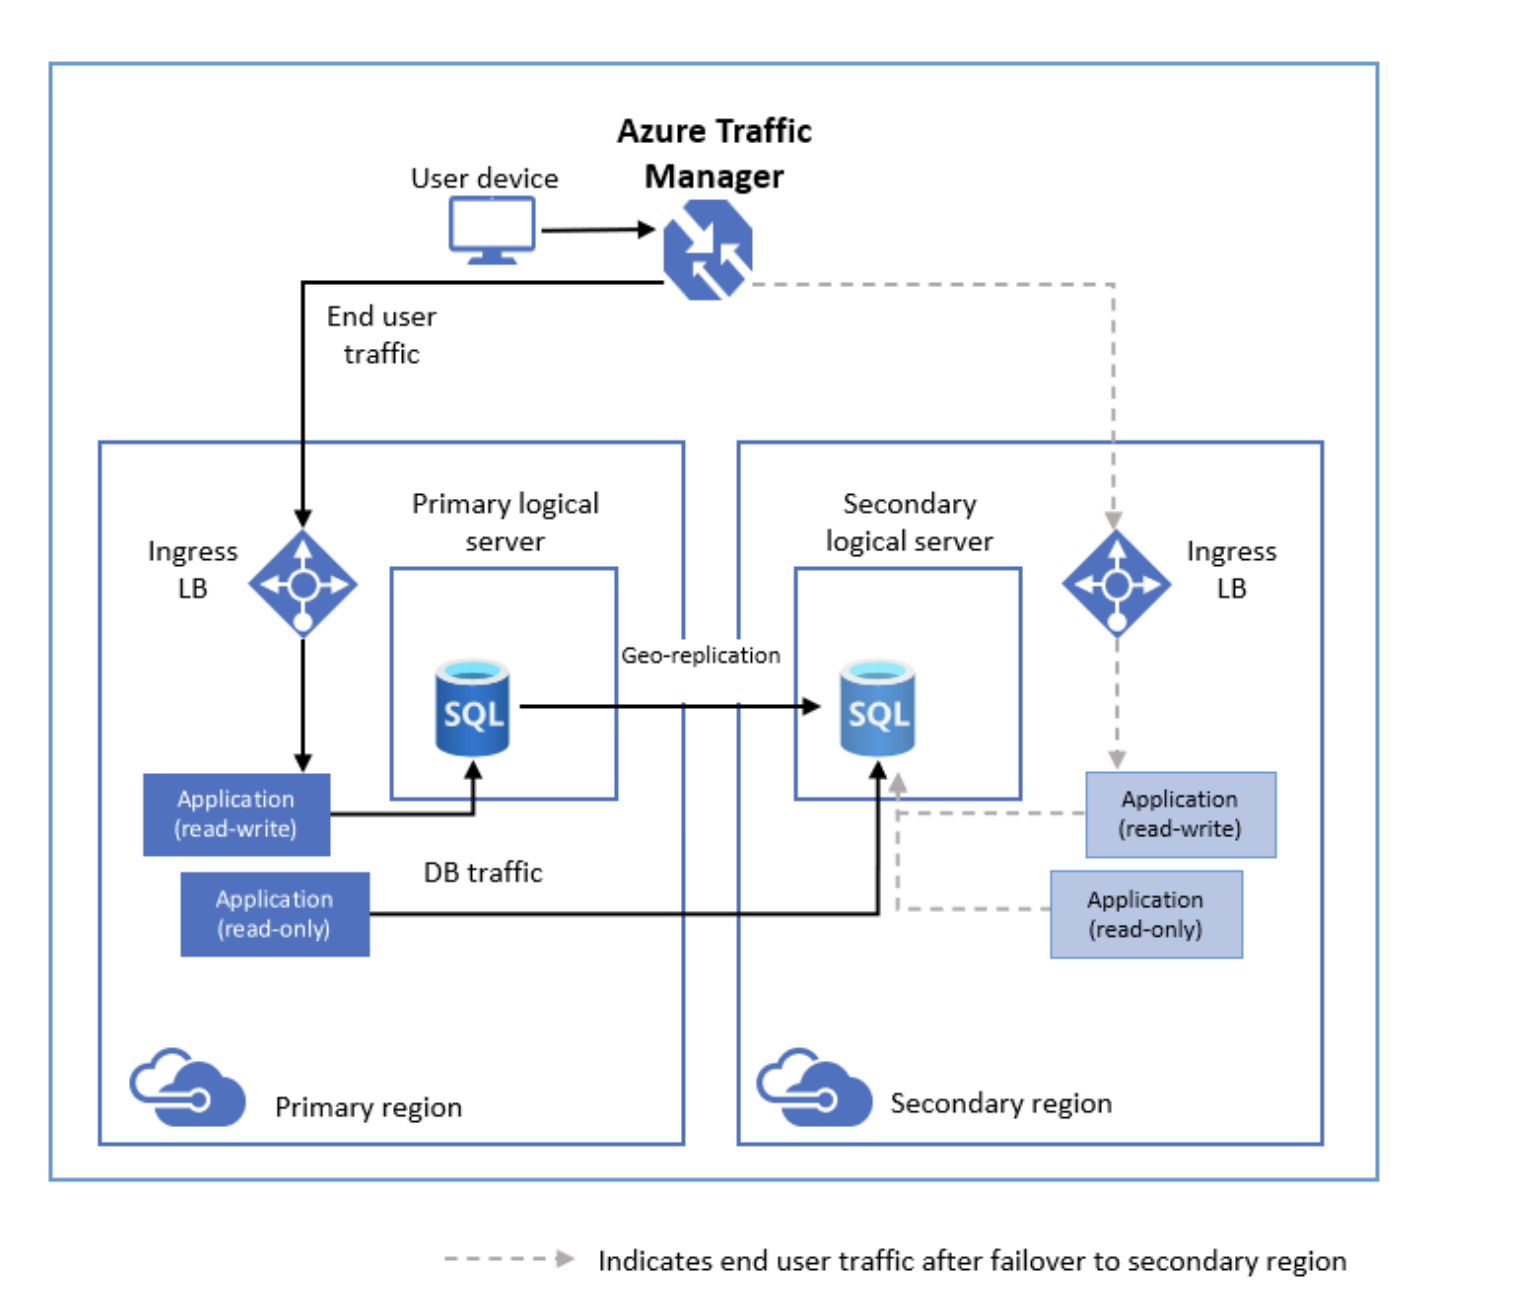 Azure Traffic
Manager
User device
End user
traffic
Primary logical
server
Secondary
logical server
Ingress
LB
Ingress
LB
Geo-replication
SQL
SQL
Application
(read-write)
Application
(read-write)
DB traffic
Application
(read-only)
Application
(read-only)
Primary region
Secondary region
Indicates end user traffic after failover to secondary region